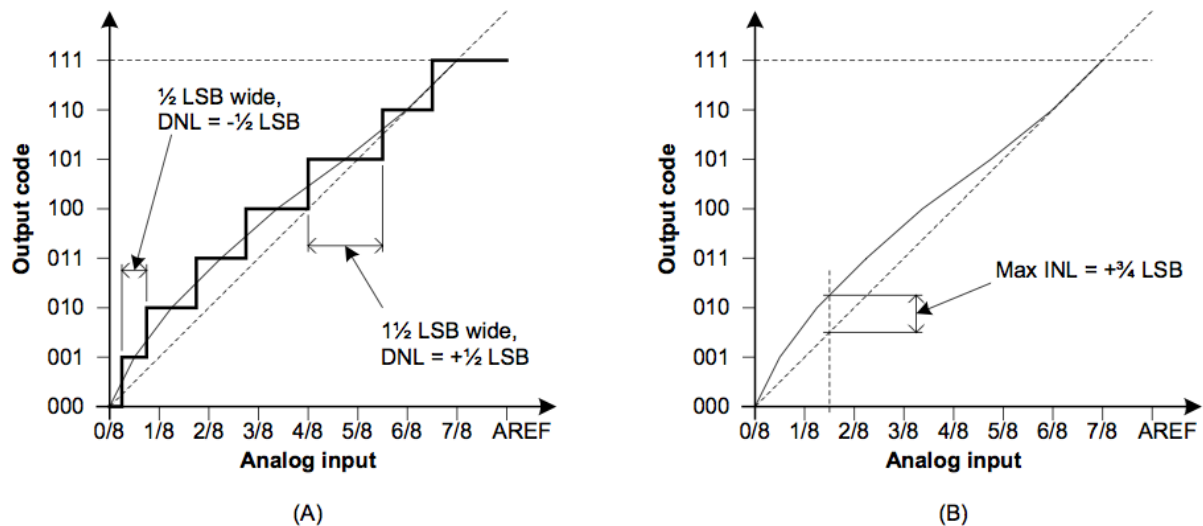 Output code
111
110
101
100
011
010
001
000
½ LSB wide,
DNL = -½ LSB
1½ LSB wide,
DNL = +½ LSB
0/8 1/8 2/8 3/8 4/8 5/8 6/8 7/8 AREF
Analog input
(A)
Output code
111
110
101
100
011
010
001
000
Max INL = +¾ LSB
0/8 1/8 2/8 3/8 4/8 5/8 6/8 7/8 AREF
Analog input
(B)